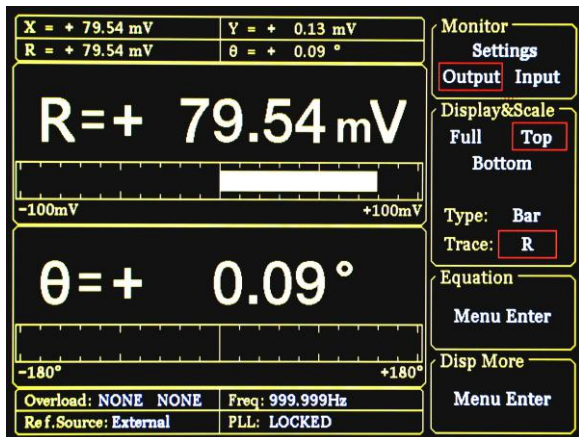 X = + 79.54 mV
Y = + 0.13 mV
R = + 79.54 mV
θ = + 0.09 °
R=+ 79.54 mV
-100mV
+100mV
θ=+ 0.09 °
-180°
+180°
Overload: NONE NONE
Freq: 999.999Hz
Ref.Source: External
PLL: LOCKED
Monitor
Settings
Output Input
Display&Scale
Full Top
Bottom
Type: Bar
Trace: R
Equation
Menu Enter
Disp More
Menu Enter